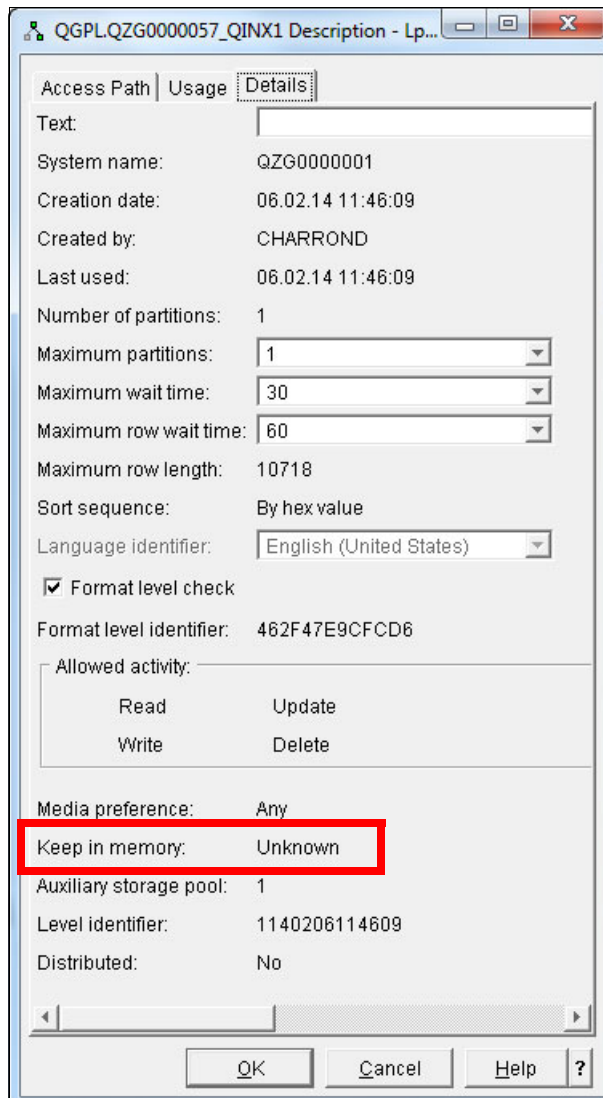 QGPL.QZG0000057_QINX1 Description - Lp...
Access Path Usage Details
Text:
System name: QZG0000001
Creation date: 06.02.14 11:46:09
Created by: CHARROND
Last used: 06.02.14 11:46:09
Number of partitions: 1
Maximum partitions: 1
Maximum wait time: 30
Maximum row wait time: 60
Maximum row length: 10718
Sort sequence: By hex value
Language identifier: English (United States)
Format level check
Format level identifier: 462F47E9CFCD6
Allowed activity:
Read Update
Write Delete
Media preference: Any
Keep in memory: Unknown
Auxiliary storage pool: 1
Level identifier: 1140206114609
Distributed: No
OK Cancel Help ?